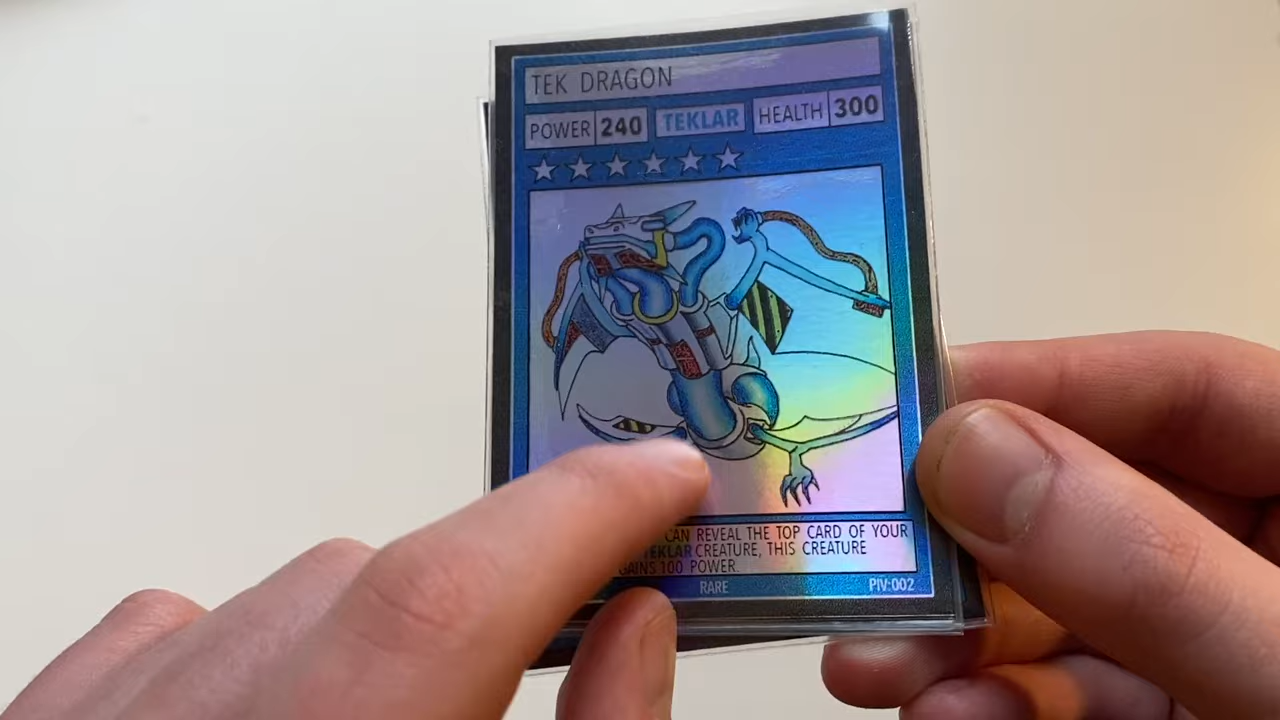 TEK DRAGON
POWER 240 TEKLAR HEALTH 300
CAN REVEAL THE TOP CARD OF YOUR
TEKLAR CREATURE, THIS CREATURE
GAINS 100 POWER.
RARE PIV:002